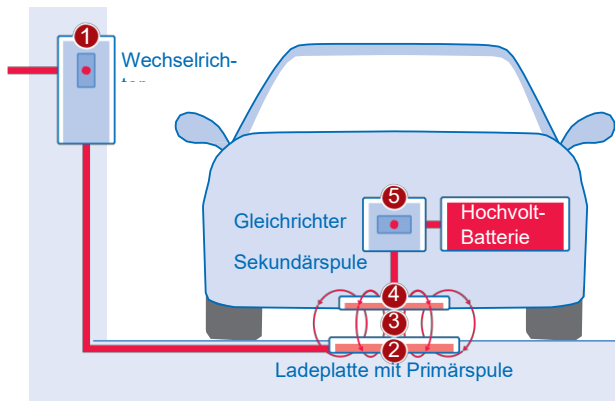 1
Wechselrich-
5
Gleichrichter
Hochvolt-
Batterie
Sekundärspule
4
3
2
Ladeplatte mit Primärspule